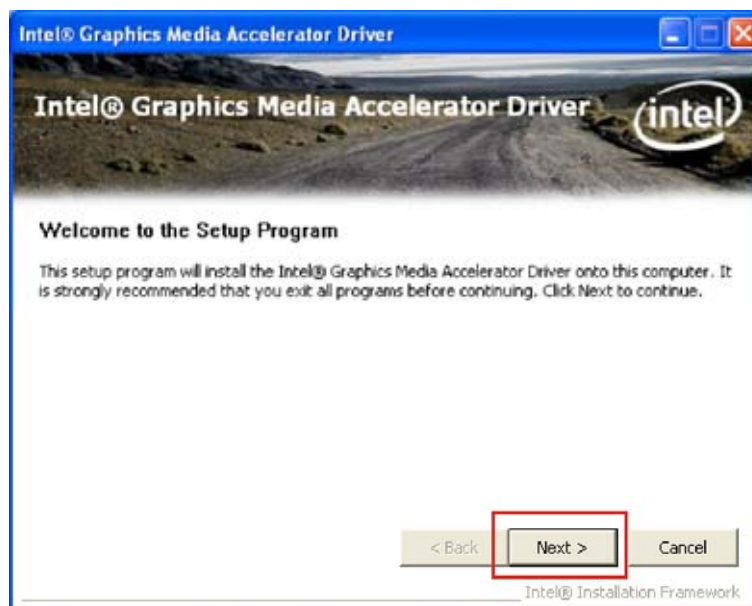 Intel® Graphics Media Accelerator Driver
Intel® Graphics Media Accelerator Driver
intel
Welcome to the Setup Program
This setup program will install the Intel® Graphics Media Accelerator Driver onto this computer. It
is strongly recommended that you exit all programs before continuing. Click Next to continue.
< Back
Next >
Cancel
Intel® Installation Framework